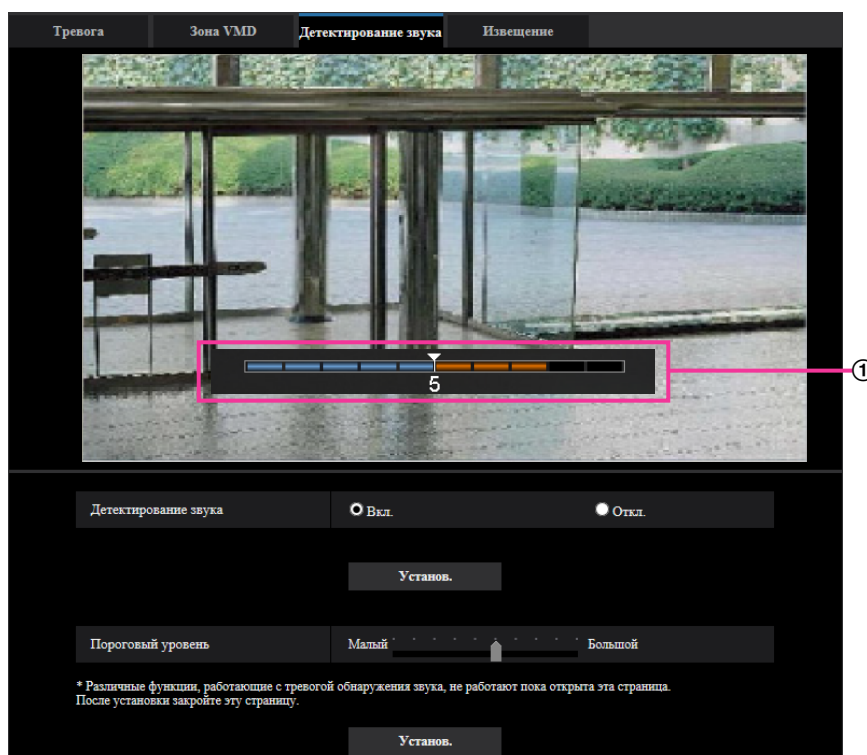 Тревога Зона VMD Детектирование звука Извещение
5
①
Детектирование звука Вкл. Откл.
Установ.
Пороговый уровень Малый Большой
* Различные функции, работающие с тревогой обнаружения звука, не работают пока открыта эта страница.
После установки закройте эту страницу.
Установ.